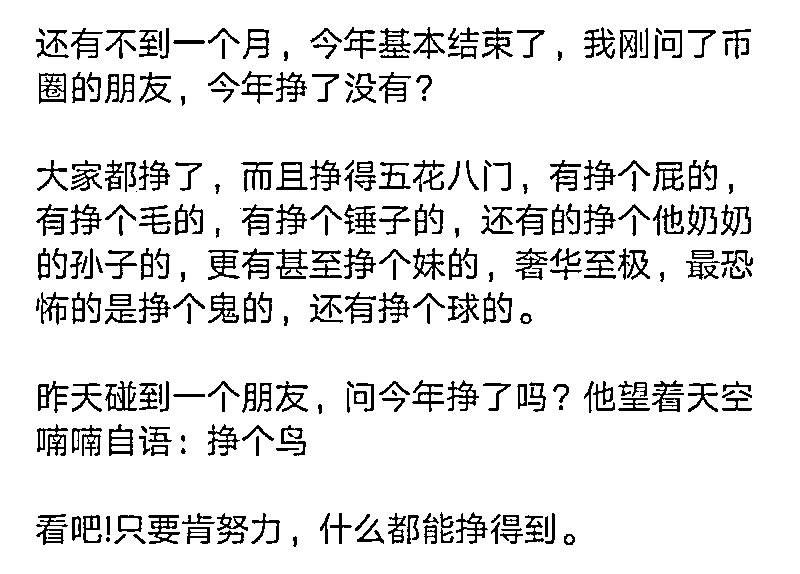 还有不到一个月，今年基本结束了，我刚问了币
圈的朋友，今年挣了没有？
大家都挣了，而且挣得五花八门，有挣个屁的，
有挣个毛的，有挣个锤子的，还有的挣个他奶奶
的孙子的，更有甚至挣个妹的，奢华至极，最恐
怖的是挣个鬼的，还有挣个球的。
昨天碰到一个朋友，问今年挣了吗？他望着天空
喃喃自语：挣个鸟
看吧!只要肯努力，什么都能挣得到。